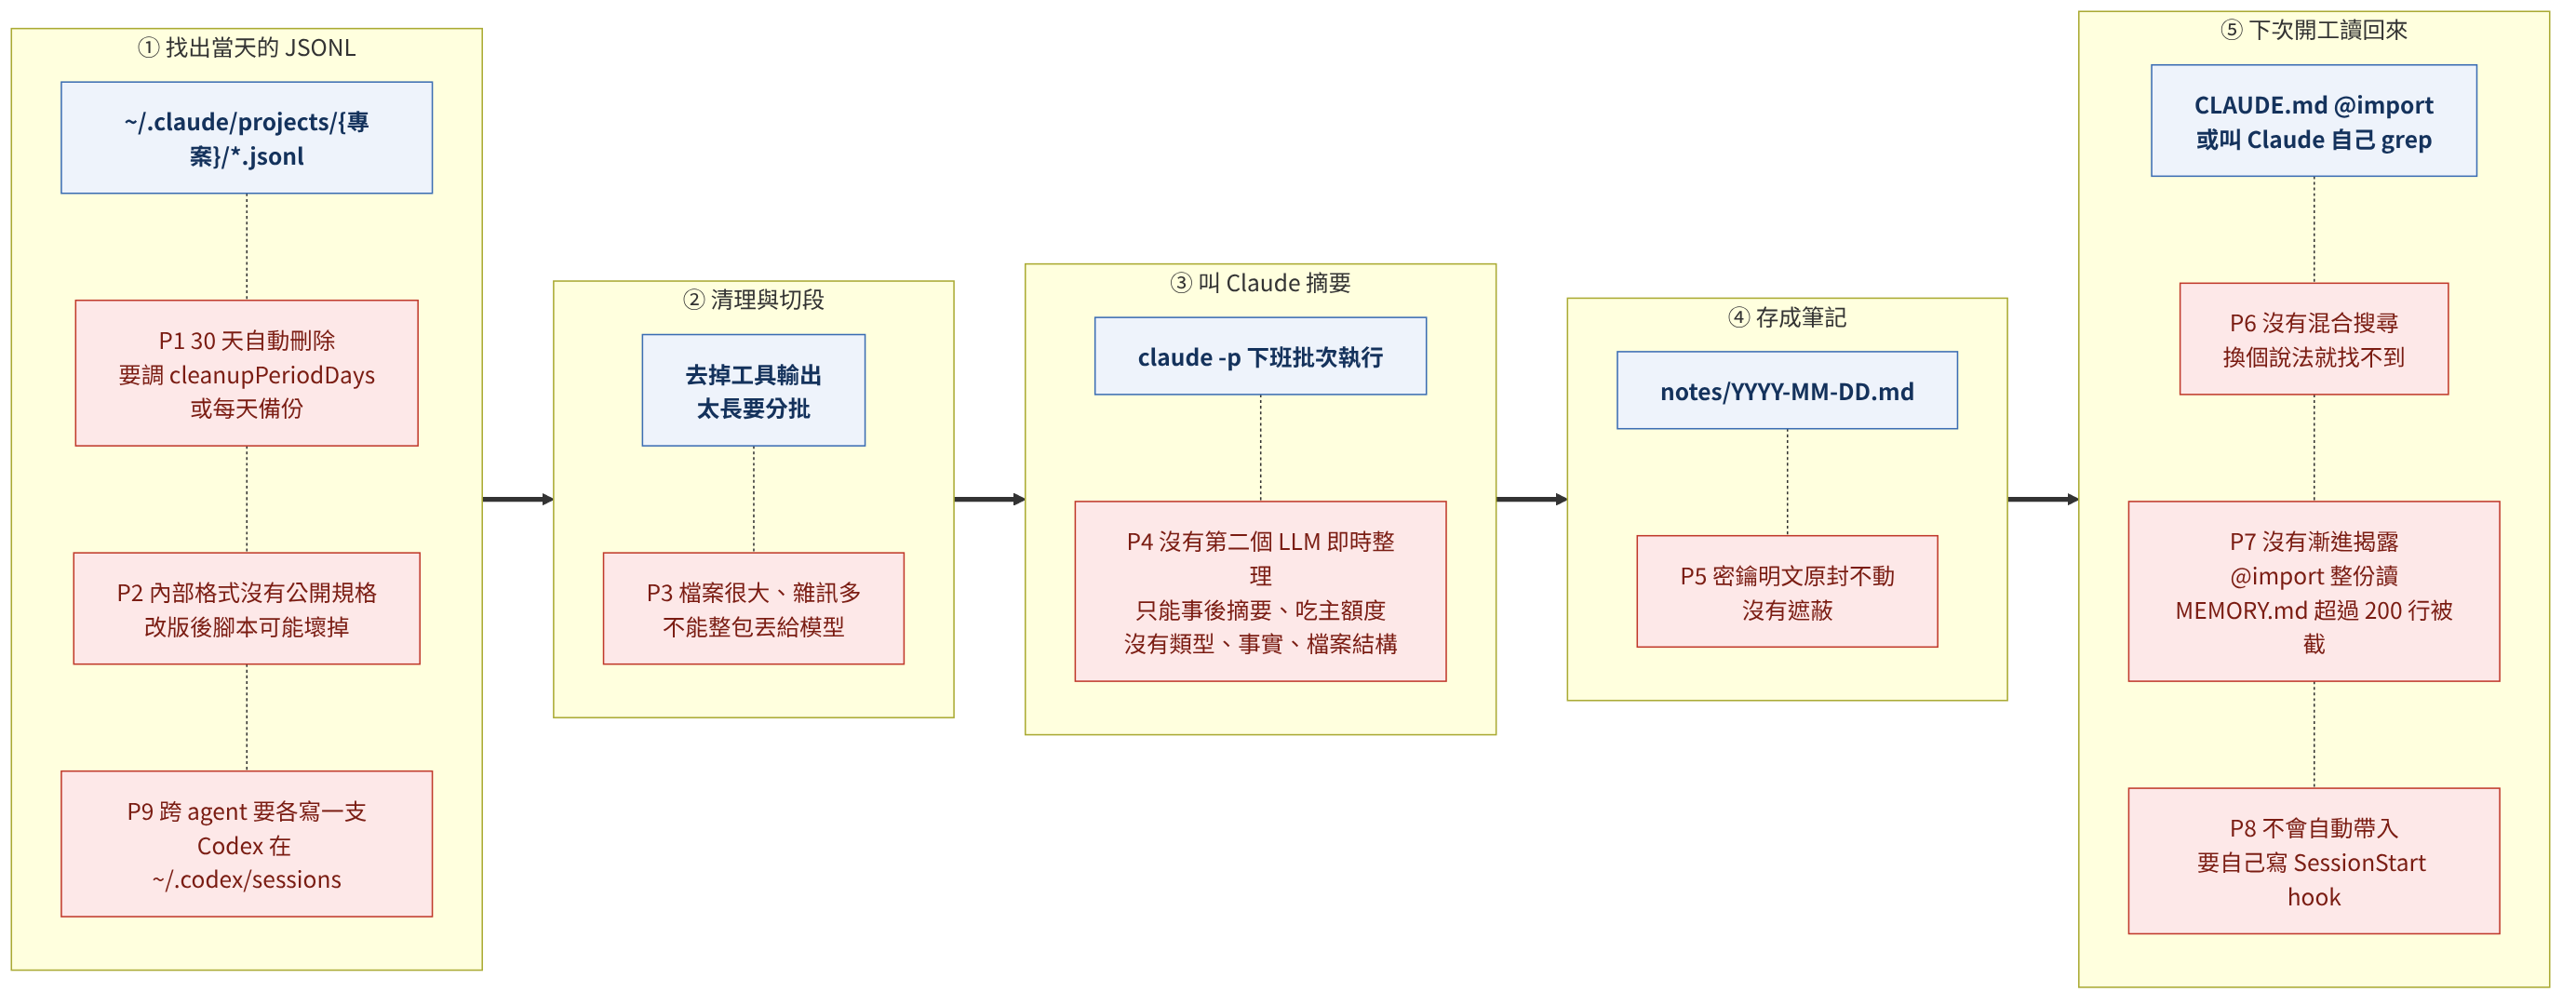 ① 找出當天的 JSONL
~/.claude/projects/{專
案}/*.jsonl
P1 30 天自動刪除
要調 cleanupPeriodDays
或每天備份
P2 內部格式沒有公開規格
改版後腳本可能壞掉
P9 跨 agent 要各寫一支
Codex 在
~/.codex/sessions
② 清理與切段
去掉工具輸出
太長要分批
P3 檔案很大、雜訊多
不能整包丟給模型
③ 叫 Claude 摘要
claude -p 下班批次執行
P4 沒有第二個 LLM 即時整
理
只能事後摘要、吃主額度
沒有類型、事實、檔案結構
④ 存成筆記
notes/YYYY-MM-DD.md
P5 密鑰明文原封不動
沒有遮蔽
⑤ 下次開工讀回來
CLAUDE.md @import
或叫 Claude 自己 grep
P6 沒有混合搜尋
換個說法就找不到
P7 沒有漸進揭露
@import 整份讀
MEMORY.md 超過 200 行被
截
P8 不會自動帶入
要自己寫 SessionStart
hook